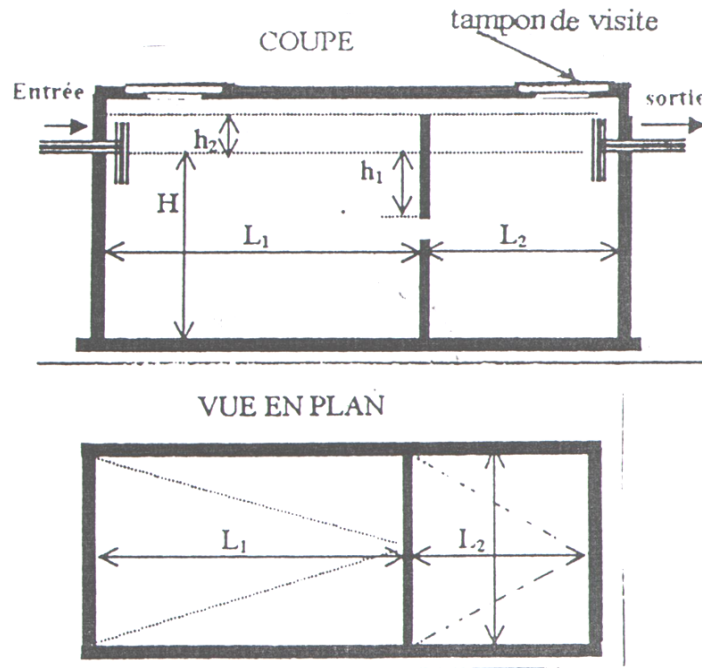 tampon de visite
COUPE
Entrée
sortie
h₂
h₁
H
L₁
L₂
VUE EN PLAN
L₁
L₂